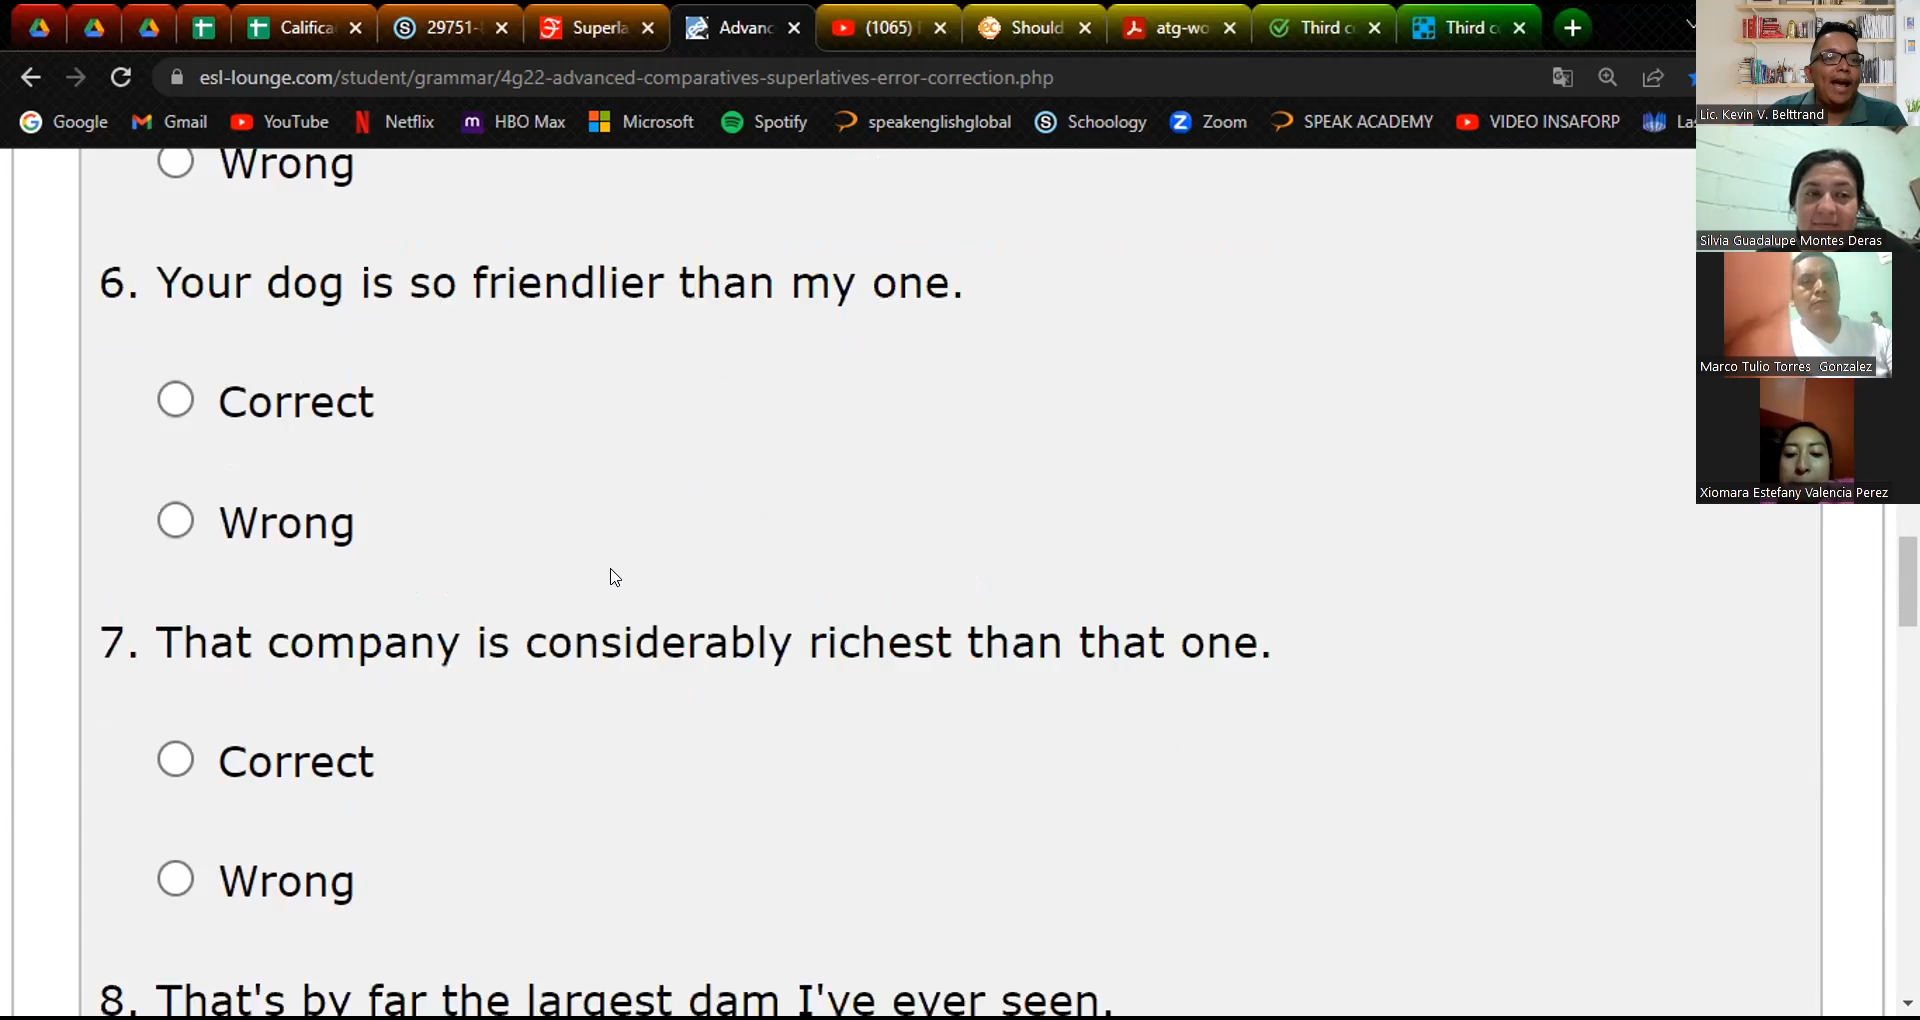 Califica
29751-
Superla
Advanc
(1065)
Should
atg-wo
Third c
Third c
esl-lounge.com/student/grammar/4g22-advanced-comparatives-superlatives-error-correction.php
Google Gmail YouTube Netflix HBO Max Microsoft Spotify speakenglishglobal Schoology Zoom SPEAK ACADEMY VIDEO INSAFORP La
Lic. Kevin V. Belttrand
Silvia Guadalupe Montes Deras
Marco Tulio Torres Gonzalez
Xiomara Estefany Valencia Perez
Wrong
6. Your dog is so friendlier than my one.
Correct
Wrong
7. That company is considerably richest than that one.
Correct
Wrong
8. That's by far the largest dam I've ever seen.